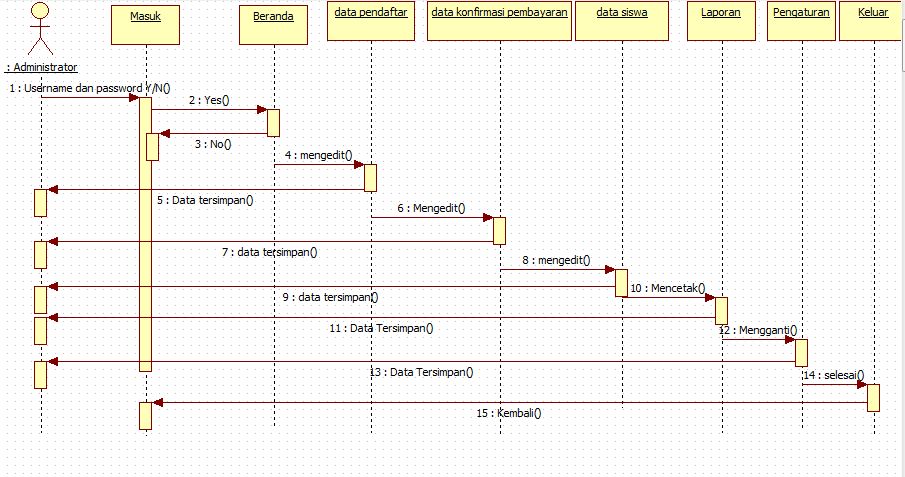 Masuk
Beranda
data pendaftar
data konfirmasi pembayaran
data siswa
Laporan
Pengaturan
Keluar
: Administrator
1 : Username dan password Y/N()
2 : Yes()
3 : No()
4 : mengedit()
5 : Data tersimpan()
6 : Mengedit()
7 : data tersimpan()
8 : mengedit()
9 : data tersimpan()
10 : Mencetak()
11 : Data Tersimpan()
12 : Mengganti()
13 : Data Tersimpan()
14 : selesai()
15 : Kembali()